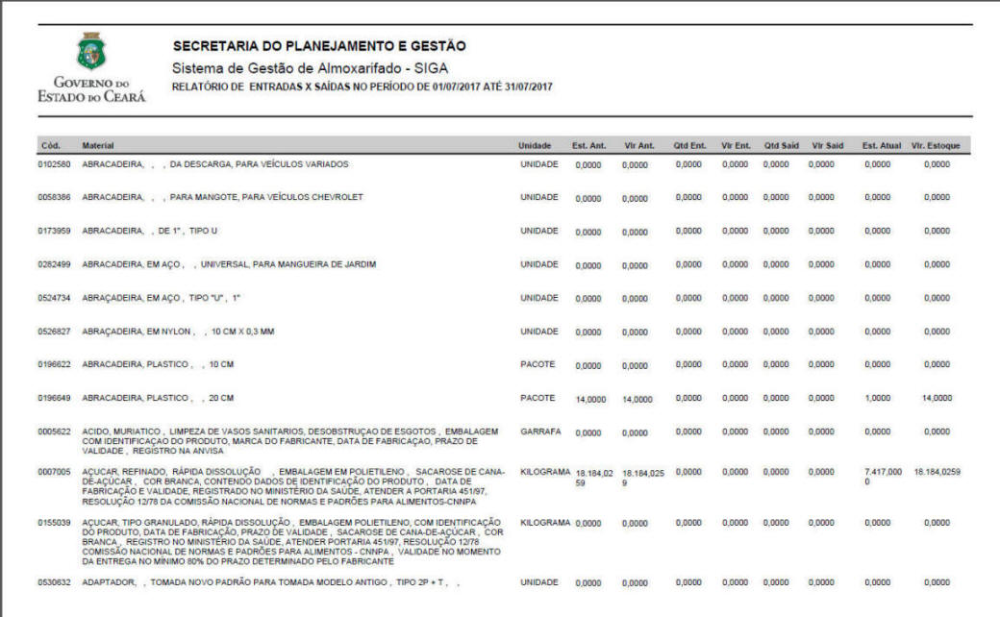 GOVERNO DO
ESTADO DO CEARÁ
SECRETARIA DO PLANEJAMENTO E GESTÃO
Sistema de Gestão de Almoxarifado - SIGA
RELATÓRIO DE ENTRADAS X SAÍDAS NO PERÍODO DE 01/07/2017 ATÉ 31/07/2017
Cód. Material Unidade Est. Ant. Vlr Ant. Qtd Ent. Vlr Ent. Qtd Said Vlr Said Est. Atual Vlr. Estoque
0102580 ABRACADEIRA, , , DA DESCARGA, PARA VEÍCULOS VARIADOS UNIDADE 0,0000 0,0000 0,0000 0,0000 0,0000 0,0000 0,0000 0,0000
0058386 ABRACADEIRA, , , PARA MANGOTE, PARA VEÍCULOS CHEVROLET UNIDADE 0,0000 0,0000 0,0000 0,0000 0,0000 0,0000 0,0000 0,0000
0173959 ABRACADEIRA, , DE 1", TIPO U UNIDADE 0,0000 0,0000 0,0000 0,0000 0,0000 0,0000 0,0000 0,0000
0282499 ABRACADEIRA, EM AÇO , , UNIVERSAL, PARA MANGUEIRA DE JARDIM UNIDADE 0,0000 0,0000 0,0000 0,0000 0,0000 0,0000 0,0000 0,0000
0524734 ABRAÇADEIRA, EM AÇO , TIPO "U" , 1" UNIDADE 0,0000 0,0000 0,0000 0,0000 0,0000 0,0000 0,0000 0,0000
0526827 ABRAÇADEIRA, EM NYLON , , 10 CM X 0,3 MM UNIDADE 0,0000 0,0000 0,0000 0,0000 0,0000 0,0000 0,0000 0,0000
0196622 ABRACADEIRA, PLASTICO , , 10 CM PACOTE 0,0000 0,0000 0,0000 0,0000 0,0000 0,0000 0,0000 0,0000
0196649 ABRACADEIRA, PLASTICO , , 20 CM PACOTE 14,0000 14,0000 0,0000 0,0000 0,0000 0,0000 1,0000 14,0000
0005622 ACIDO, MURIATICO , LIMPEZA DE VASOS SANITARIOS, DESOBSTRUÇAO DE ESGOTOS , EMBALAGEM GARRAFA 0,0000 0,0000 0,0000 0,0000 0,0000 0,0000 0,0000 0,0000
COM IDENTIFICAÇAO DO PRODUTO, MARCA DO FABRICANTE, DATA DE FABRICAÇAO, PRAZO DE
VALIDADE , REGISTRO NA ANVISA
0007005 AÇUCAR, REFINADO, RÁPIDA DISSOLUÇÃO , EMBALAGEM EM POLIETILENO , SACAROSE DE CANA- KILOGRAMA 18.184,02 18.184,025 0,0000 0,0000 0,0000 0,0000 7.417,000 18.184,0259
DE-AÇÚCAR , COR BRANCA, CONTENDO DADOS DE IDENTIFICAÇÃO DO PRODUTO , DATA DE 59 9 0
FABRICAÇÃO E VALIDADE, REGISTRADO NO MINISTÉRIO DA SAÚDE, ATENDER A PORTARIA 451/97,
RESOLUÇÃO 12/78 DA COMISSÃO NACIONAL DE NORMAS E PADRÕES PARA ALIMENTOS-CNNPA
0155039 AÇUCAR, TIPO GRANULADO, RÁPIDA DISSOLUÇÃO , EMBALAGEM POLIETILENO, COM IDENTIFICAÇÃO KILOGRAMA 0,0000 0,0000 0,0000 0,0000 0,0000 0,0000 0,0000 0,0000
DO PRODUTO, DATA DE FABRICAÇÃO, PRAZO DE VALIDADE , SACAROSE DE CANA-DE-AÇÚCAR , COR
BRANCA , REGISTRO NO MINISTÉRIO DA SAÚDE, ATENDER PORTARIA 451/97, RESOLUÇÃO 12/78
COMISSÃO NACIONAL DE NORMAS E PADRÕES PARA ALIMENTOS - CNNPA , VALIDADE NO MOMENTO
DA ENTREGA NO MÍNIMO 80% DO PRAZO DETERMINADO PELO FABRICANTE
0530632 ADAPTADOR, , TOMADA NOVO PADRÃO PARA TOMADA MODELO ANTIGO , TIPO 2P + T , , UNIDADE 0,0000 0,0000 0,0000 0,0000 0,0000 0,0000 0,0000 0,0000